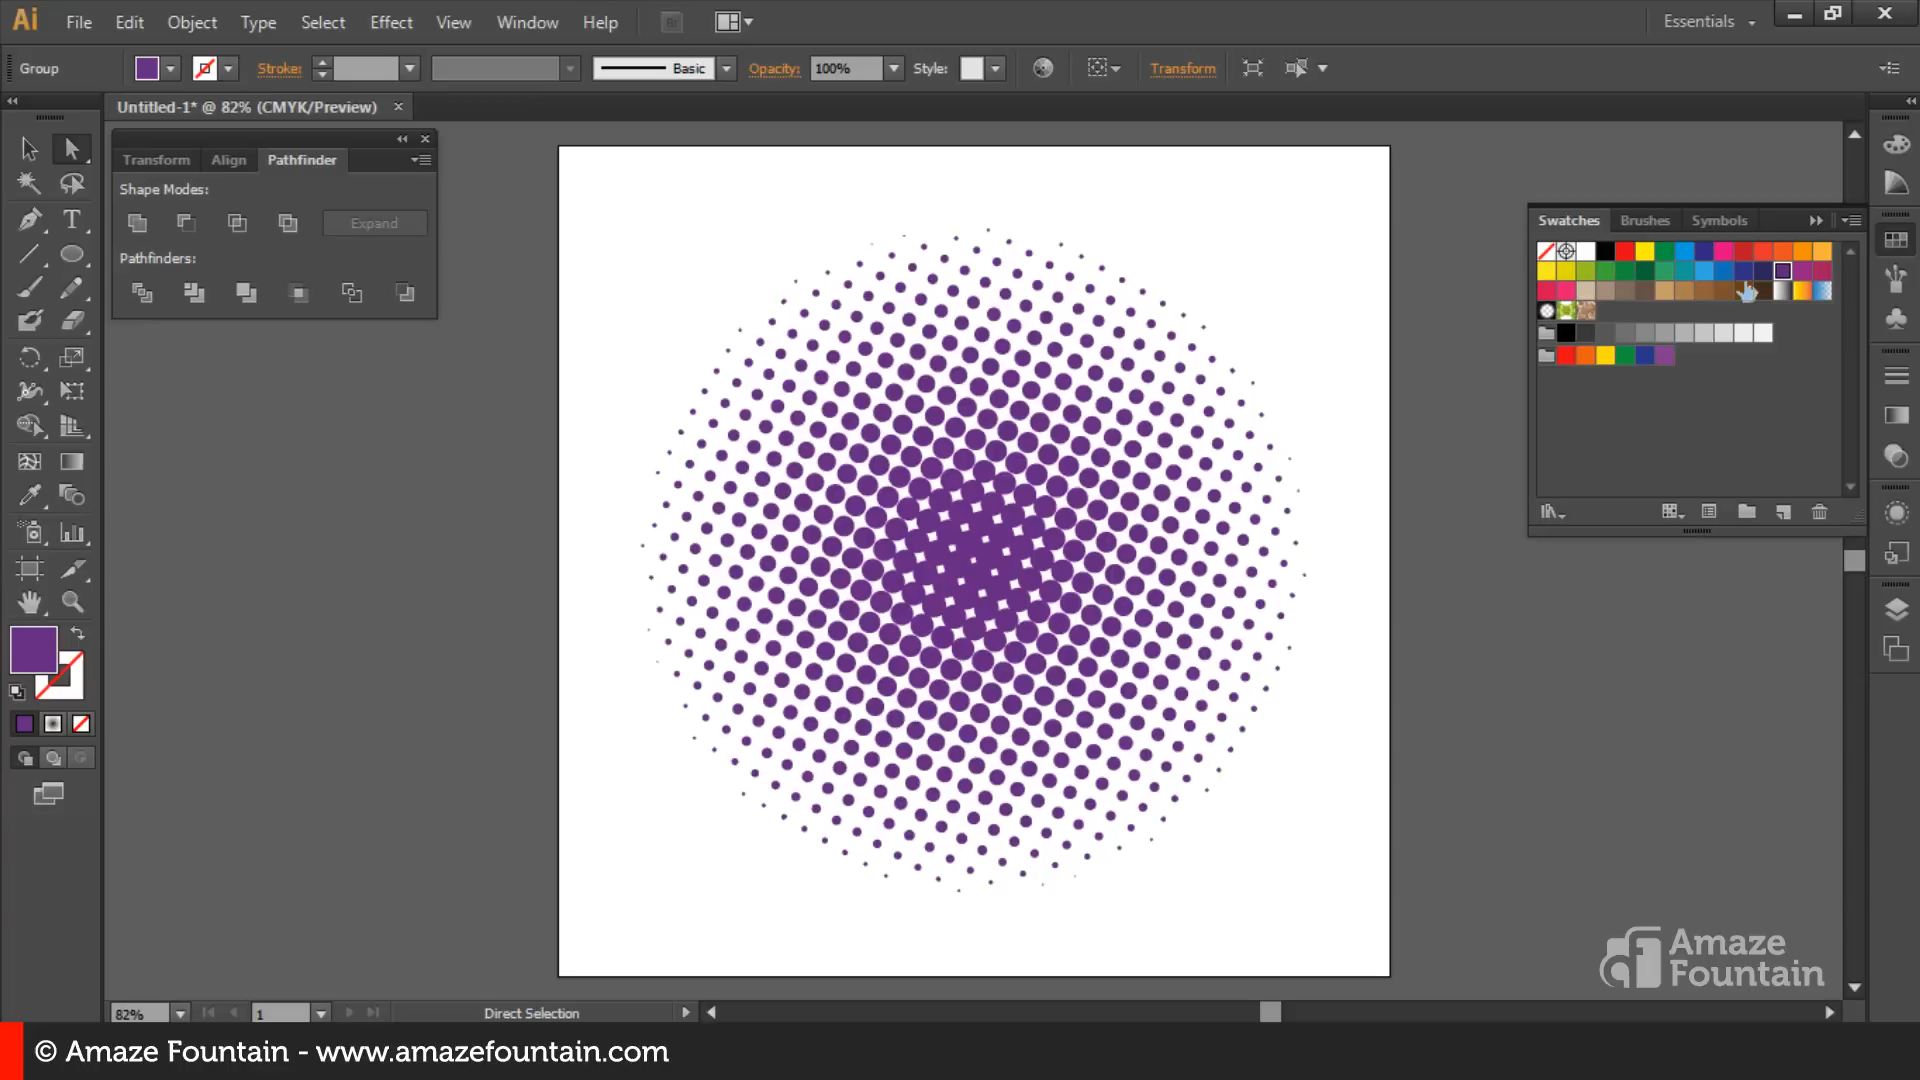 Ai File Edit Object Type Select Effect View Window Help Br Essentials
Group Stroke: Basic Opacity: 100% Style: Transform
Untitled-1* @ 82% (CMYK/Preview)
Transform Align Pathfinder
Shape Modes:
Expand
Pathfinders:
Swatches Brushes Symbols
Amaze
Fountain
82% 1 Direct Selection
© Amaze Fountain - www.amazefountain.com